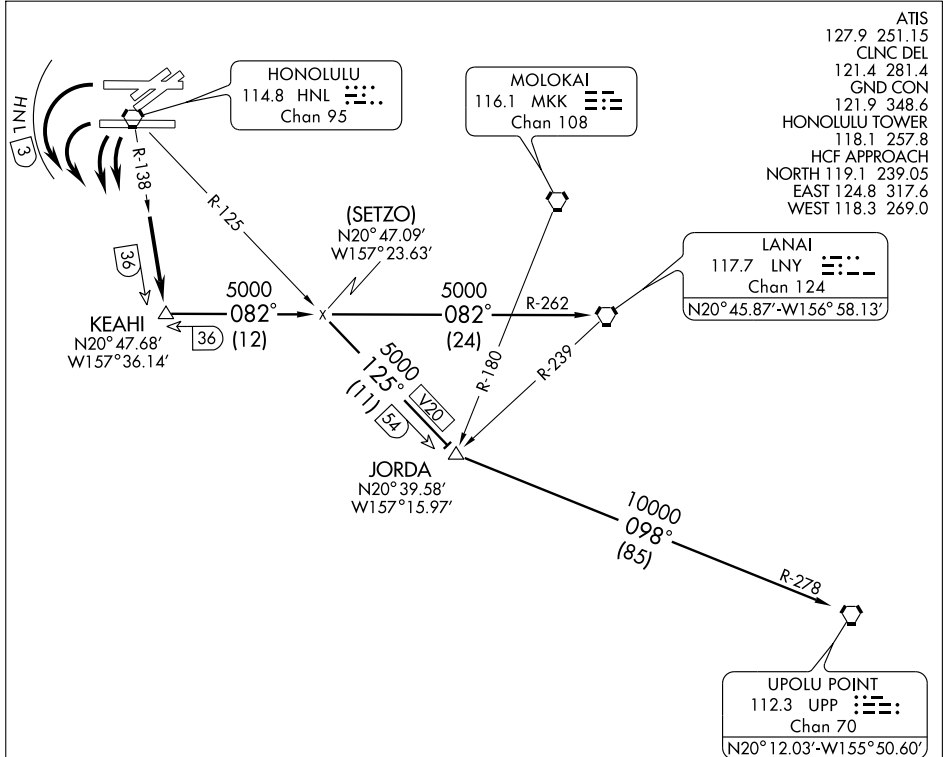 ATIS
127.9 251.15
CLNC DEL
121.4 281.4
GND CON
121.9 348.6
HONOLULU TOWER
118.1 257.8
HCF APPROACH
NORTH 119.1 239.05
EAST 124.8 317.6
WEST 118.3 269.0
HONOLULU
114.8 HNL
Chan 95
MOLOKAI
116.1 MKK
Chan 108
HNL 3
R-138
R-125
(SETZO)
N20°47.09'
W157°23.63'
LANAI
117.7 LNY
Chan 124
N20°45.87'-W156°58.13'
36
KEAHI
N20°47.68'
W157°36.14'
36
5000
082°
(12)
5000
082°
(24)
R-262
R-180
R-239
5000
125°
(11)
V20
54
JORDA
N20°39.58'
W157°15.97'
10000
098°
(85)
R-278
UPOLU POINT
112.3 UPP
Chan 70
N20°12.03'-W155°50.60'